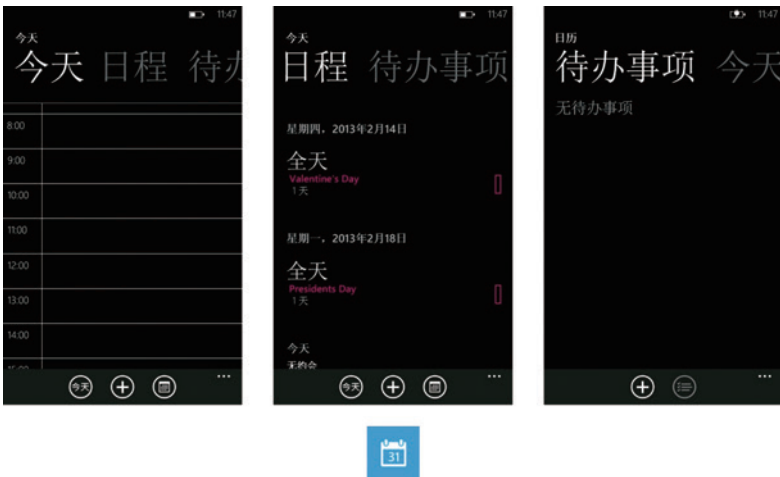 11:47
今天
今天 日程 待办
8:00
9:00
10:00
11:00
12:00
13:00
14:00
15:00
今天
11:47
今天
日程 待办事项
星期四，2013年2月14日
全天
Valentine's Day
1天
星期一，2013年2月18日
全天
Presidents Day
1天
今天
无约会
今天
11:47
日历
待办事项 今天
无待办事项
31